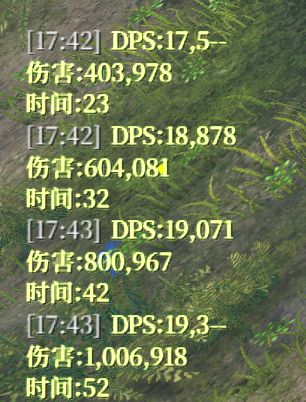 [17:42] DPS:17,5--
伤害:403,978
时间:23
[17:42] DPS:18,878
伤害:604,081
时间:32
[17:43] DPS:19,071
伤害:800,967
时间:42
[17:43] DPS:19,3--
伤害:1,006,918
时间:52